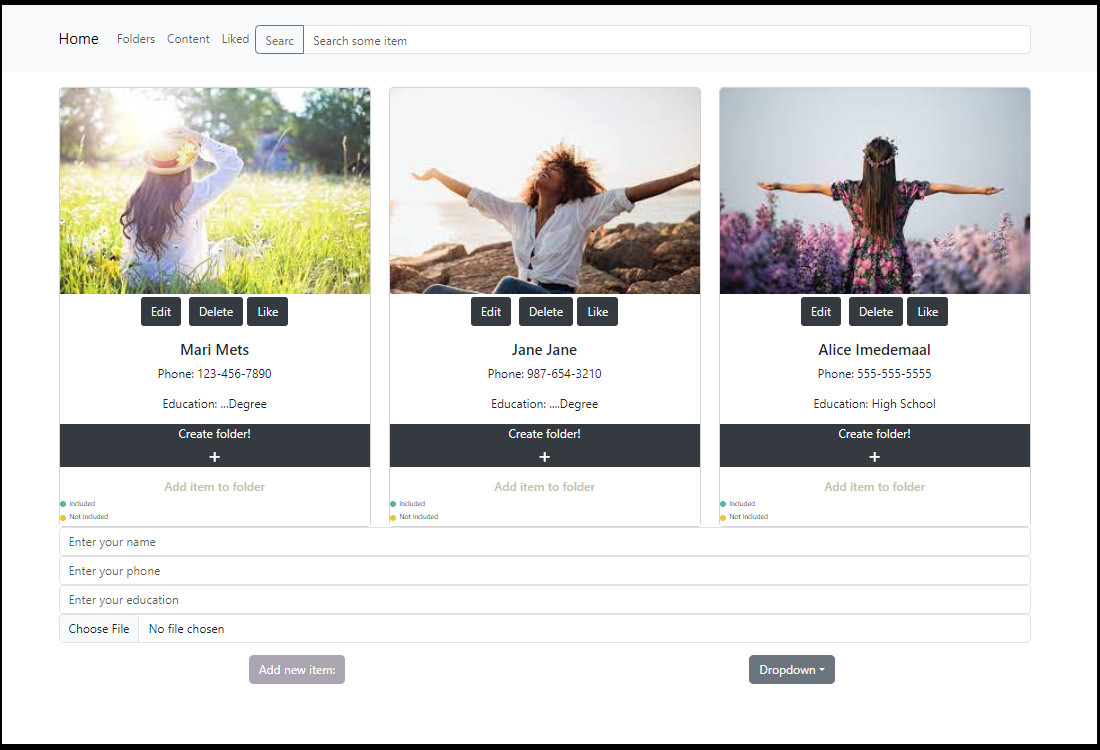 Home Folders Content Liked Searc Search some item
Edit Delete Like Edit Delete Like Edit Delete Like
Mari Mets Jane Jane Alice Imedemaal
Phone: 123-456-7890 Phone: 987-654-3210 Phone: 555-555-5555
Education: ...Degree Education: ....Degree Education: High School
Create folder! Create folder! Create folder!
+ + +
Add item to folder Add item to folder Add item to folder
Included Included Included
Not Included Not Included Not Included
Enter your name
Enter your phone
Enter your education
Choose File No file chosen
Add new item: Dropdown